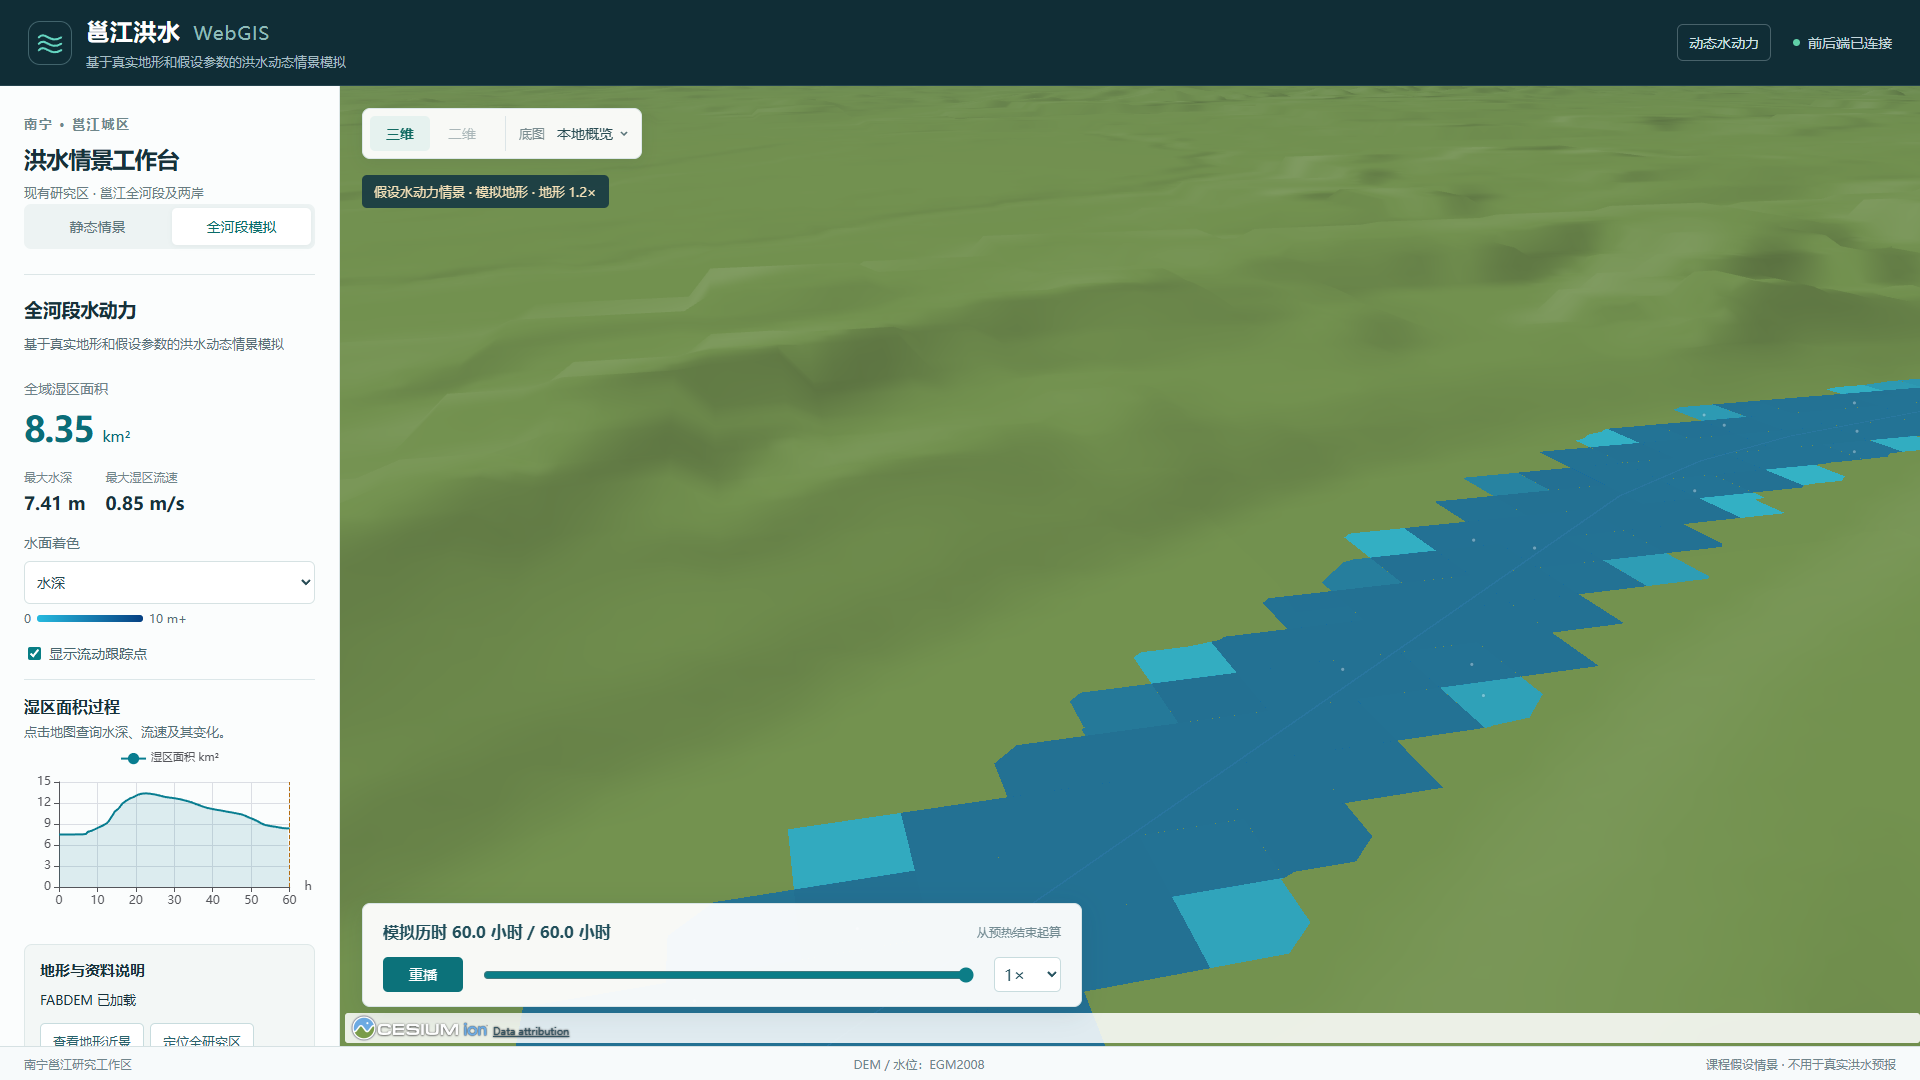 邕江洪水 WebGIS
基于真实地形和假设参数的洪水动态情景模拟
动态水动力
前后端已连接
南宁 • 邕江城区
洪水情景工作台
现有研究区 · 邕江全河段及两岸
静态情景
全河段模拟
全河段水动力
基于真实地形和假设参数的洪水动态情景模拟
全域湿区面积
8.35 km²
最大水深
最大湿区流速
7.41 m
0.85 m/s
水面着色
水深
0
10 m+
显示流动跟踪点
湿区面积过程
点击地图查询水深、流速及其变化。
湿区面积 km²
15
12
9
6
3
0
0 10 20 30 40 50 60
h
地形与资料说明
FABDEM 已加载
查看地形近景
定位全研究区
三维
二维
底图
本地概览
假设水动力情景 · 模拟地形 · 地形 1.2×
模拟历时 60.0 小时 / 60.0 小时
从预热结束起算
重播
1×
CESIUM ion
Data attribution
南宁邕江研究工作区
DEM / 水位：EGM2008
课程假设情景 · 不用于真实洪水预报